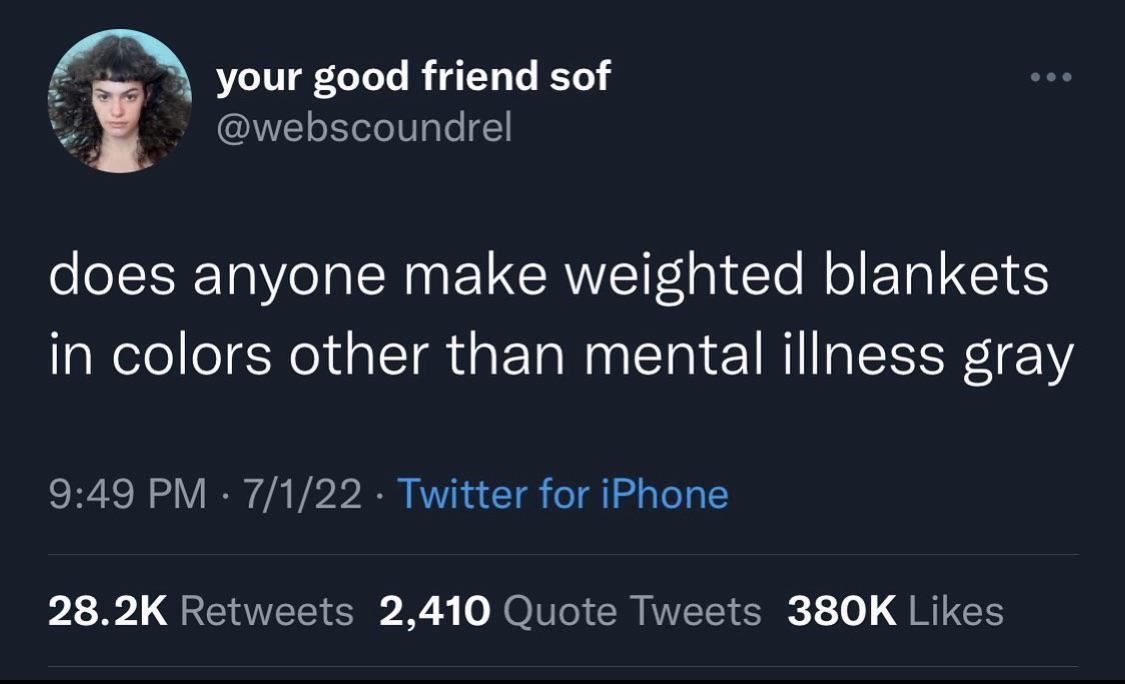 your good friend sof
@webscoundrel
does anyone make weighted blankets
in colors other than mental illness gray
9:49 PM · 7/1/22 · Twitter for iPhone
28.2K Retweets 2,410 Quote Tweets 380K Likes